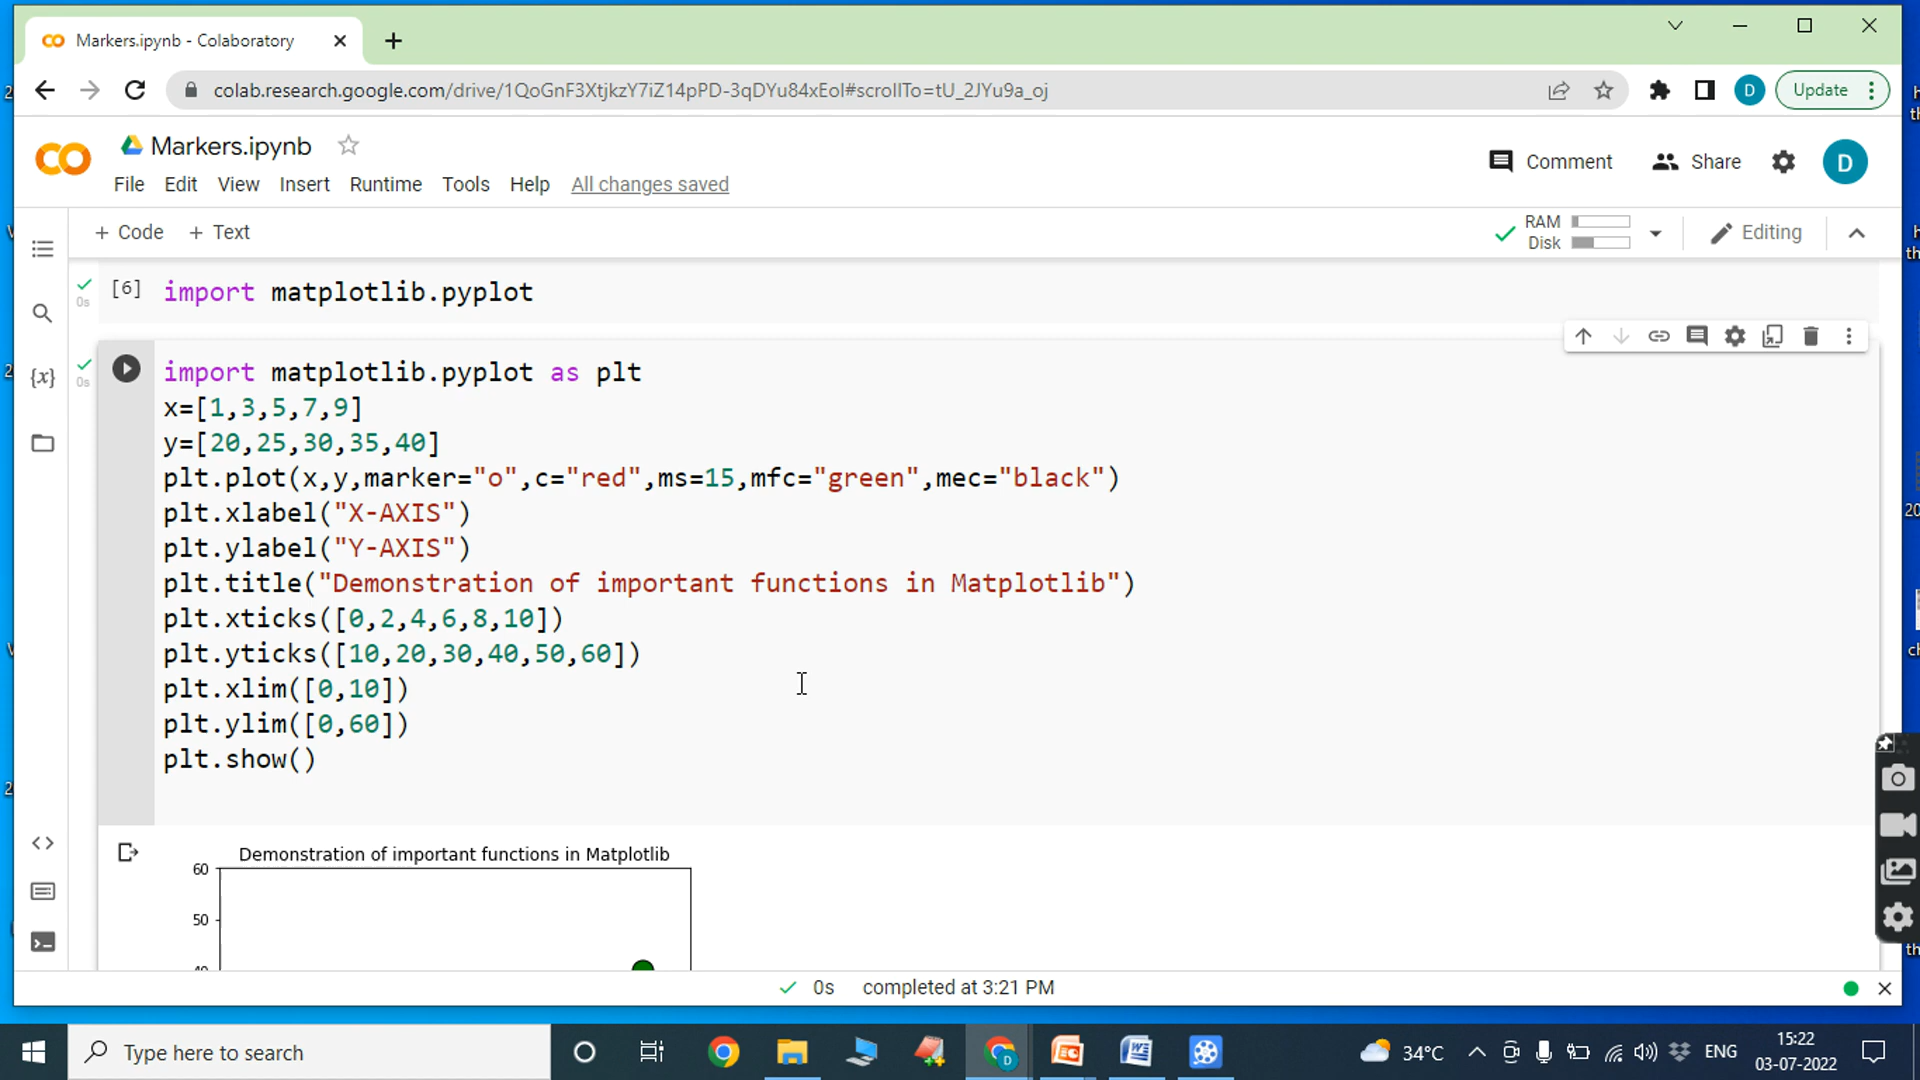 Markers.ipynb - Colaboratory
colab.research.google.com/drive/1QoGnF3XtjkzY7iZ14pPD-3qDYu84xEoI#scrollTo=tU_2JYu9a_oj
D
Update
Markers.ipynb
Comment
Share
D
File Edit View Insert Runtime Tools Help All changes saved
+ Code + Text
RAM
Disk
Editing
[6] import matplotlib.pyplot
0s
import matplotlib.pyplot as plt
0s
x=[1,3,5,7,9]
y=[20,25,30,35,40]
plt.plot(x,y,marker="o",c="red",ms=15,mfc="green",mec="black")
plt.xlabel("X-AXIS")
plt.ylabel("Y-AXIS")
plt.title("Demonstration of important functions in Matplotlib")
plt.xticks([0,2,4,6,8,10])
plt.yticks([10,20,30,40,50,60])
plt.xlim([0,10])
plt.ylim([0,60])
plt.show()
Demonstration of important functions in Matplotlib
60
50
0s completed at 3:21 PM
Type here to search
34°C
ENG
15:22
03-07-2022